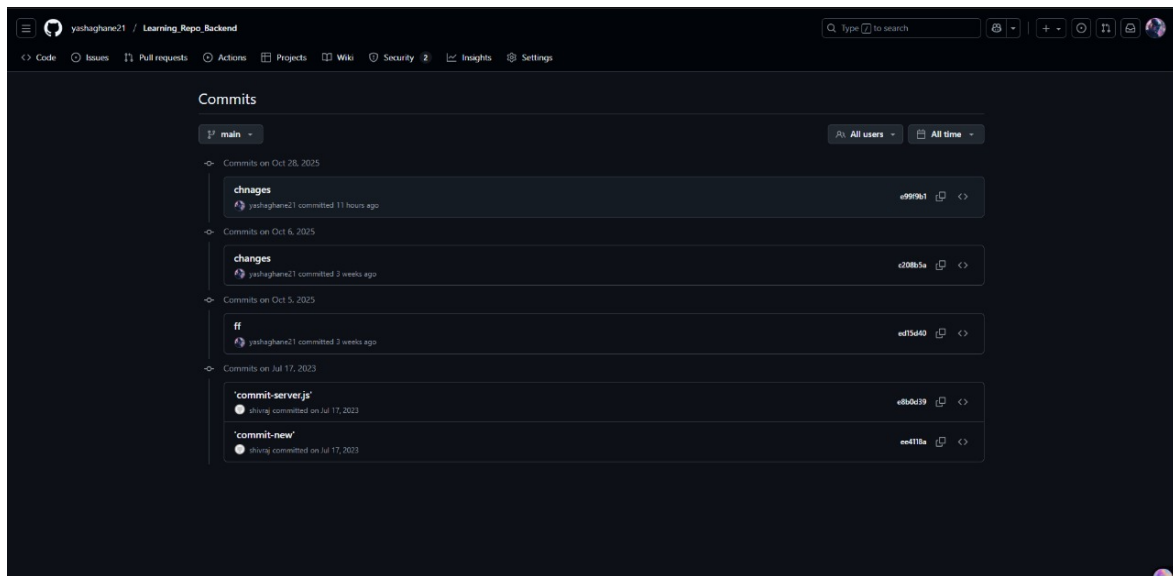 yashaghane21 / Learning_Repo_Backend
Type / to search
Code Issues Pull requests Actions Projects Wiki Security 2 Insights Settings
Commits
main
All users All time
Commits on Oct 28, 2025
chnages
e99f9b1
yashaghane21 committed 11 hours ago
Commits on Oct 6, 2025
changes
c208b5a
yashaghane21 committed 3 weeks ago
Commits on Oct 5, 2025
ff
ed15d40
yashaghane21 committed 3 weeks ago
Commits on Jul 17, 2023
'commit-server.js'
e8b0d39
shivraj committed on Jul 17, 2023
'commit-new'
ee4118a
shivraj committed on Jul 17, 2023